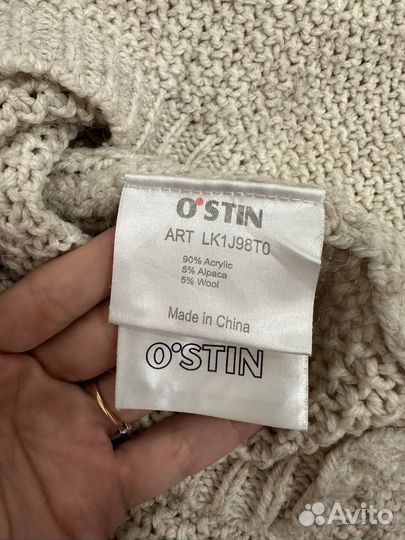 O'STIN
ART LK1J98T0
90% Acrylic
5% Alpaca
5% Wool
Made in China
O'STIN
Avito